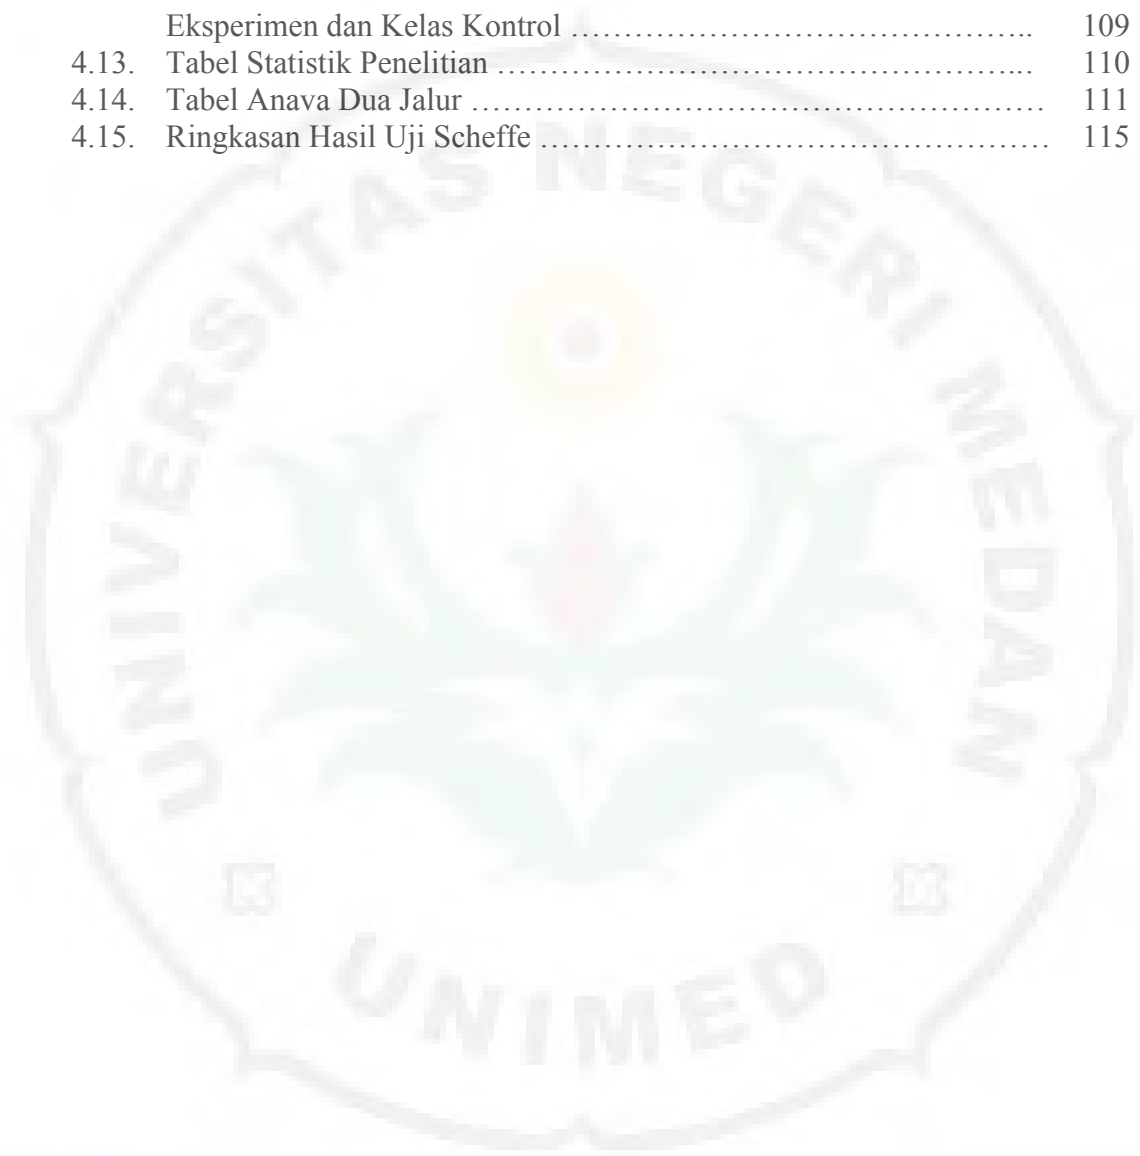 Eksperimen dan Kelas Kontrol …………………………………….. 109
4.13. Tabel Statistik Penelitian …………………………………………... 110
4.14. Tabel Anava Dua Jalur ……………………………………………… 111
4.15. Ringkasan Hasil Uji Scheffe ………………………………………… 115
UNIVERSITAS NEGERI MEDAN
UNIMED